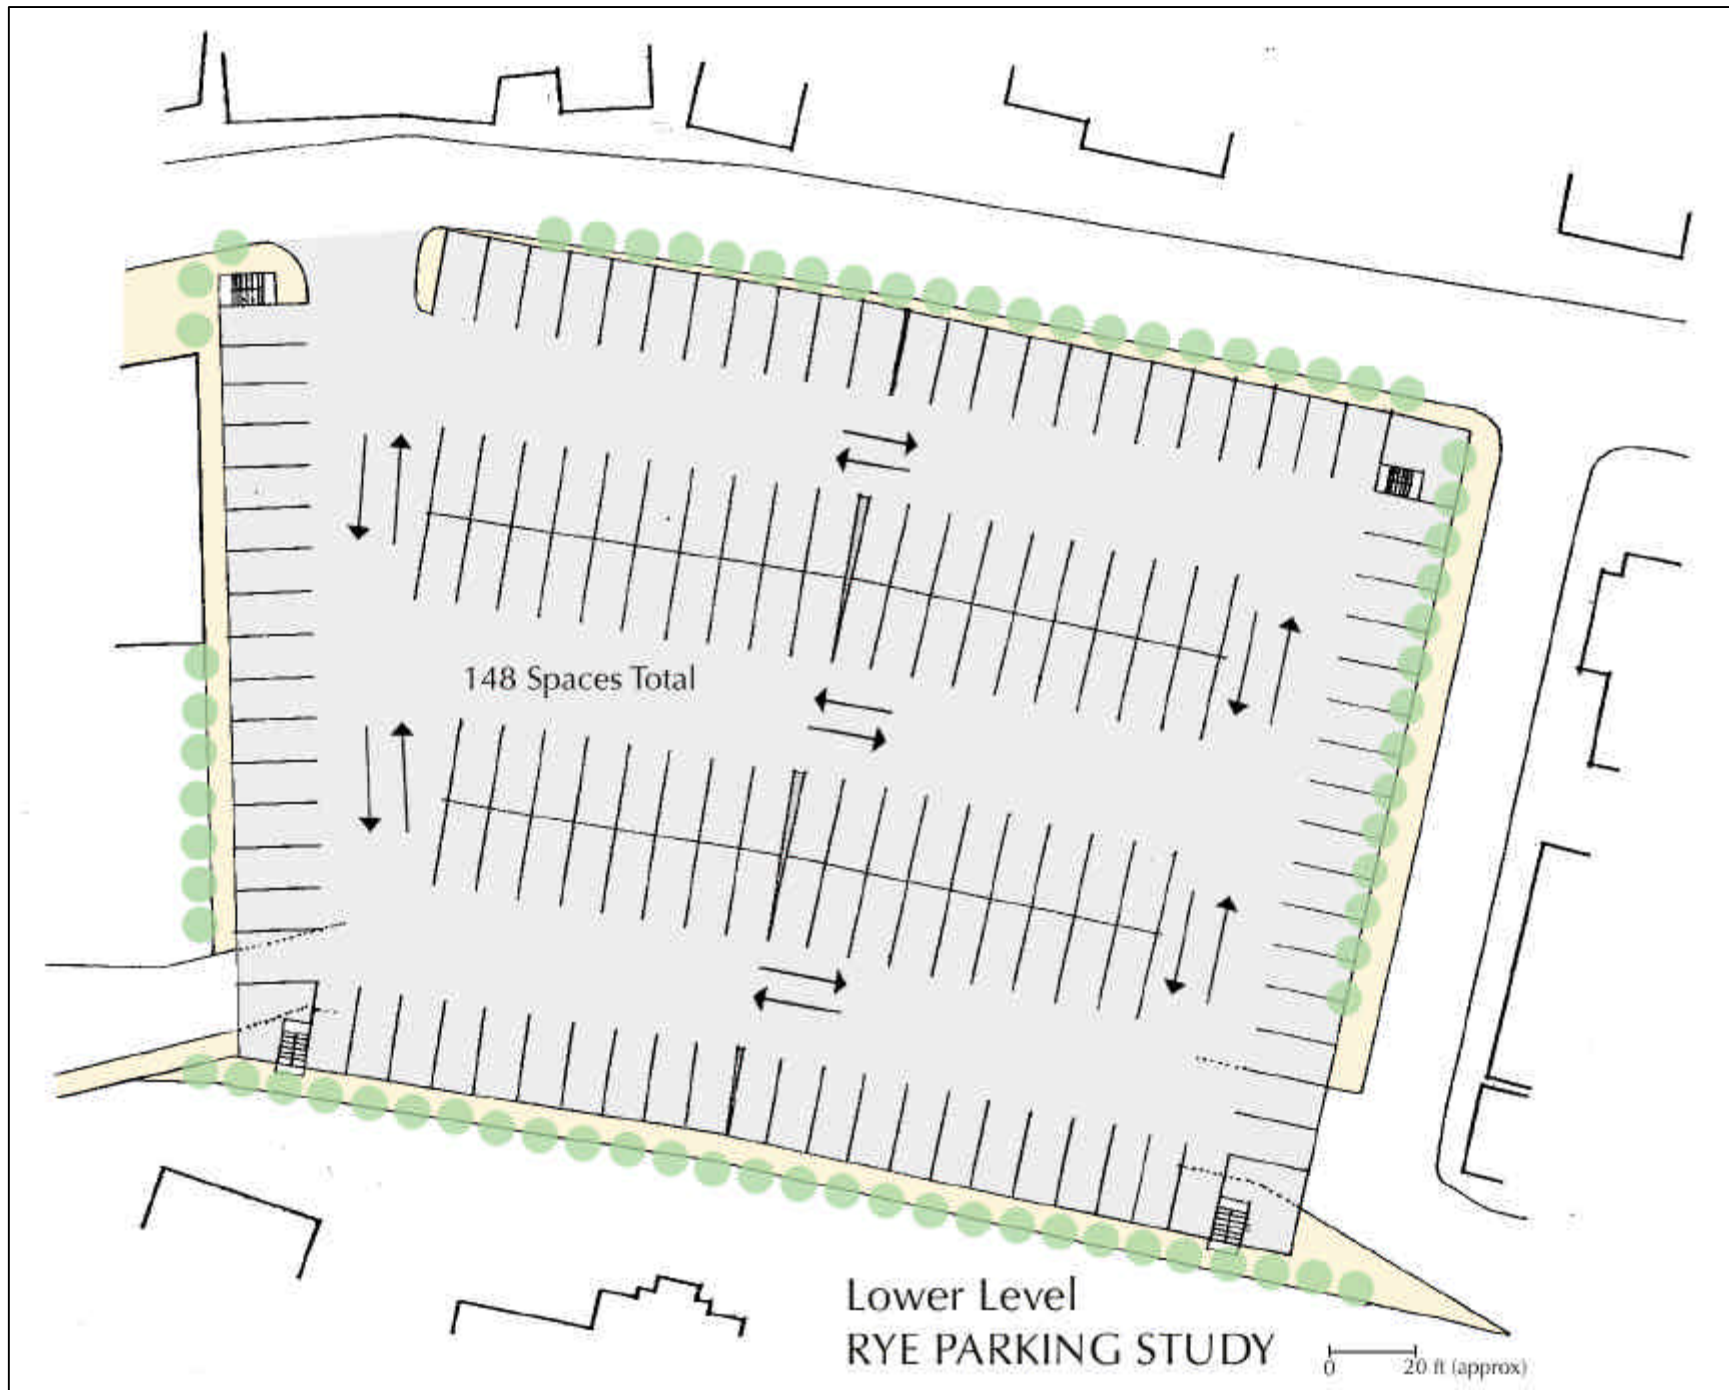 148 Spaces Total
Lower Level
RYE PARKING STUDY
0 20 ft (approx)